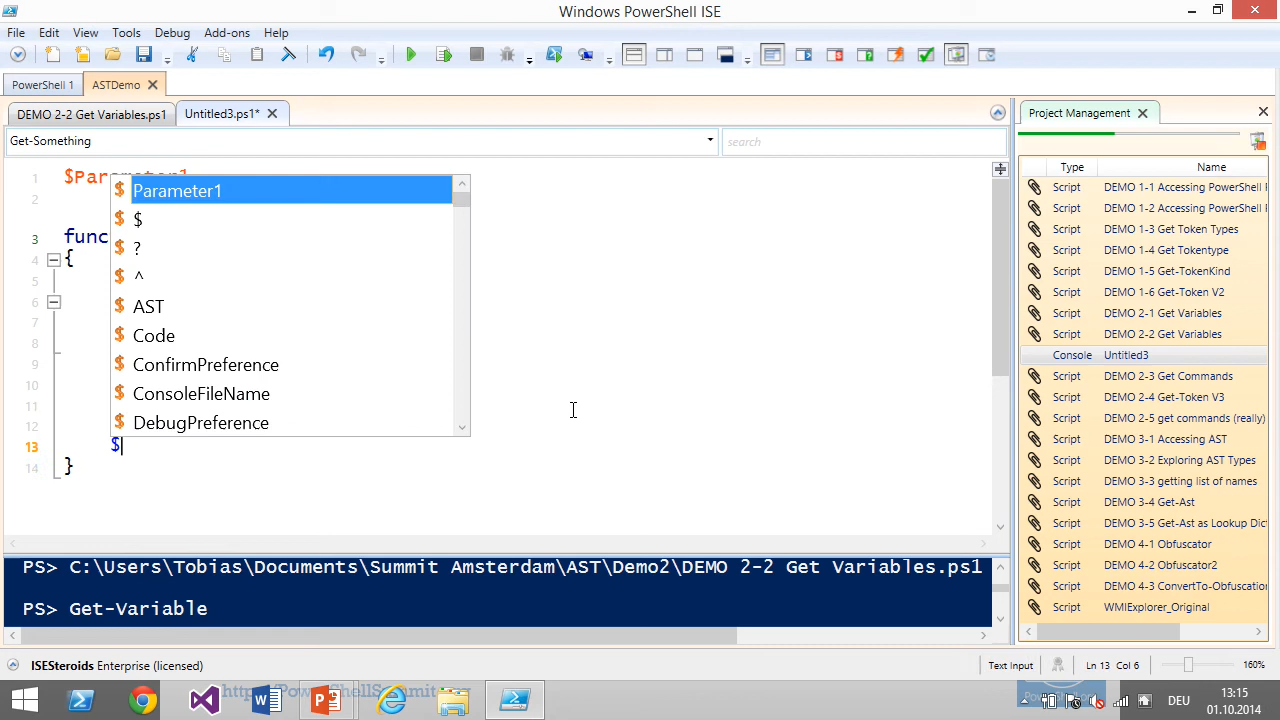 Windows PowerShell ISE
File Edit View Tools Debug Add-ons Help
PowerShell 1 ASTDemo
DEMO 2-2 Get Variables.ps1 Untitled3.ps1*
Get-Something search
1 $Parameter1
2
3 func
4 {
5
6
7
8
9
10
11
12
13 $
14 }
Parameter1
$
?
^
AST
Code
ConfirmPreference
ConsoleFileName
DebugPreference
PS> C:\Users\Tobias\Documents\Summit Amsterdam\AST\Demo2\DEMO 2-2 Get Variables.ps1
PS> Get-Variable
Project Management
Type Name
Script DEMO 1-1 Accessing PowerShell
Script DEMO 1-2 Accessing PowerShell
Script DEMO 1-3 Get Token Types
Script DEMO 1-4 Get Tokentype
Script DEMO 1-5 Get-TokenKind
Script DEMO 1-6 Get-Token V2
Script DEMO 2-1 Get Variables
Script DEMO 2-2 Get Variables
Console Untitled3
Script DEMO 2-3 Get Commands
Script DEMO 2-4 Get-Token V3
Script DEMO 2-5 get commands (really)
Script DEMO 3-1 Accessing AST
Script DEMO 3-2 Exploring AST Types
Script DEMO 3-3 getting list of names
Script DEMO 3-4 Get-Ast
Script DEMO 3-5 Get-Ast as Lookup Dic
Script DEMO 4-1 Obfuscator
Script DEMO 4-2 Obfuscator2
Script DEMO 4-3 ConvertTo-Obfuscation
Script WMIExplorer_Original
ISESteroids Enterprise (licensed) Text Input Ln 13 Col 6 160%
DEU 13:15
01.10.2014